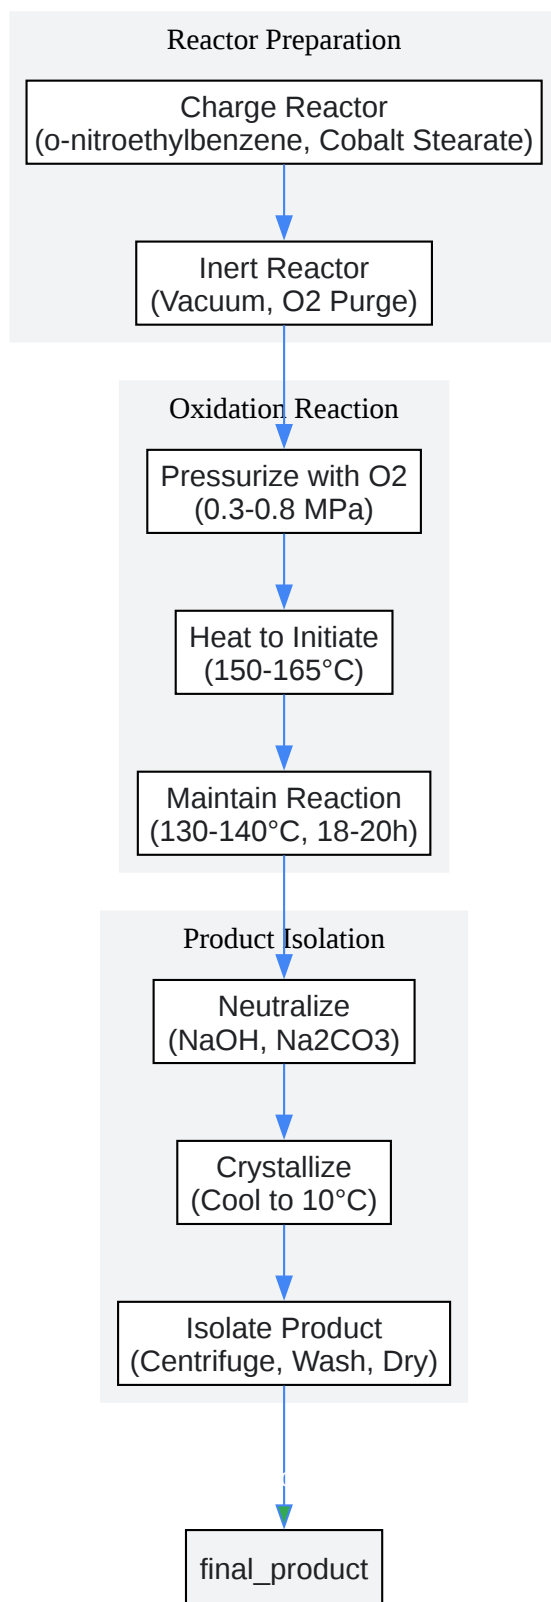 Reactor Preparation
Charge Reactor
(o-nitroethylbenzene, Cobalt Stearate)
Inert Reactor
(Vacuum, O2 Purge)
Oxidation Reaction
Pressurize with O2
(0.3-0.8 MPa)
Heat to Initiate
(150-165°C)
Maintain Reaction
(130-140°C, 18-20h)
Product Isolation
Neutralize
(NaOH, Na2CO3)
Crystallize
(Cool to 10°C)
Isolate Product
(Centrifuge, Wash, Dry)
final_product